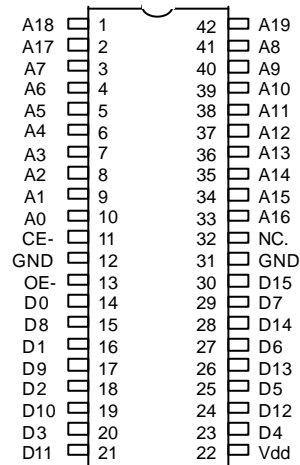 A18 1 42 A19
A17 2 41 A8
A7 3 40 A9
A6 4 39 A10
A5 5 38 A11
A4 6 37 A12
A3 7 36 A13
A2 8 35 A14
A1 9 34 A15
A0 10 33 A16
CE- 11 32 NC.
GND 12 31 GND
OE- 13 30 D15
D0 14 29 D7
D8 15 28 D14
D1 16 27 D6
D9 17 26 D13
D2 18 25 D5
D10 19 24 D12
D3 20 23 D4
D11 21 22 Vdd